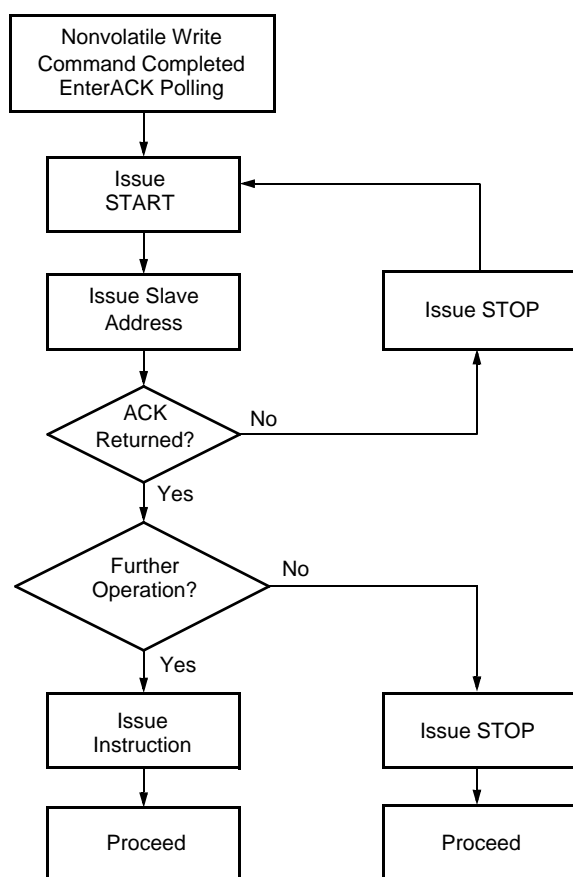 Nonvolatile Write
Command Completed
EnterACK Polling
Issue
START
Issue Slave
Address
Issue STOP
ACK
Returned?
No
Yes
Further
Operation?
No
Yes
Issue
Instruction
Issue STOP
Proceed
Proceed